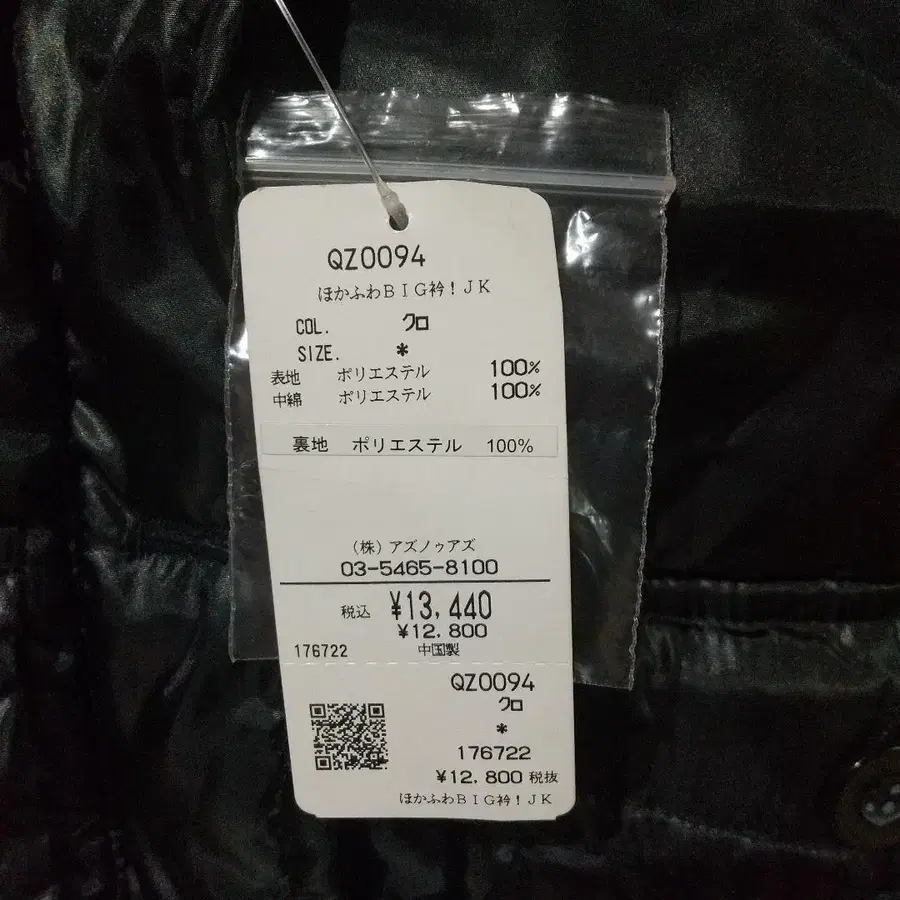 QZ0094
ほかふわBIG衿！JK
COL. クロ
SIZE. *
表地 ポリエステル 100%
中綿 ポリエステル 100%
裏地 ポリエステル 100%
(株)アズノゥアズ
03-5465-8100
税込 ¥13,440
¥12,800
176722 中国製
QZ0094
クロ
*
176722
¥12,800 税抜
ほかふわBIG衿！JK